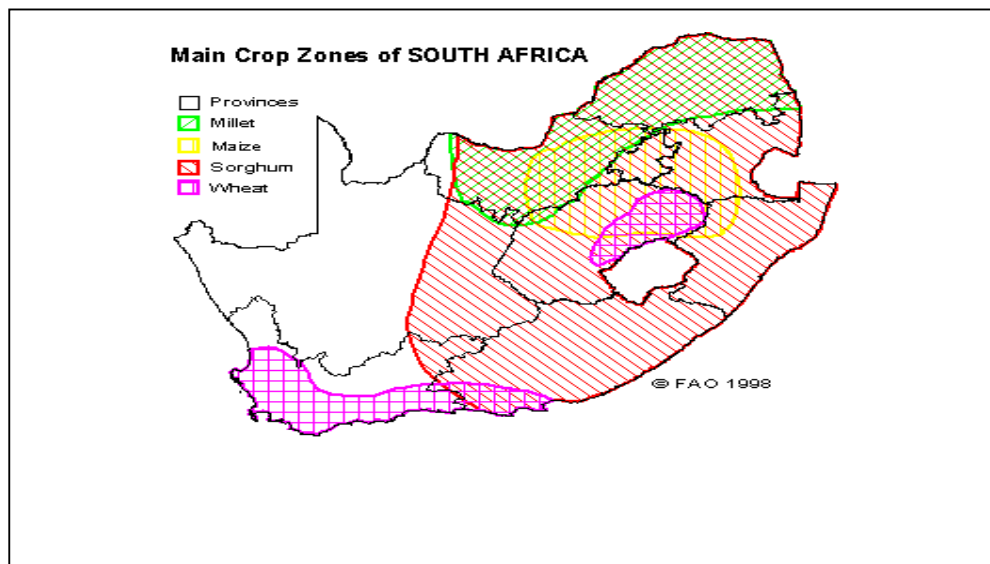 Main Crop Zones of SOUTH AFRICA
Provinces
Millet
Maize
Sorghum
Wheat
© FAO 1998